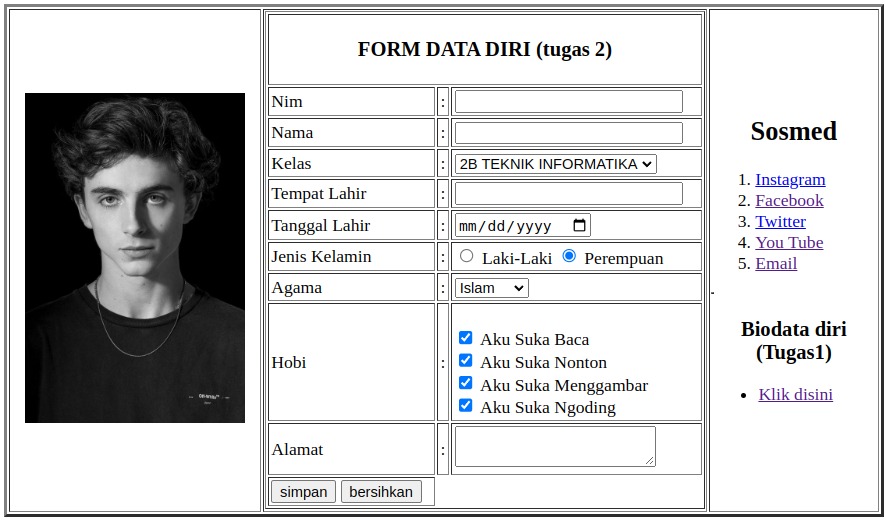 FORM DATA DIRI (tugas 2)
Nim :
Nama :
Kelas : 2B TEKNIK INFORMATIKA
Tempat Lahir :
Tanggal Lahir : mm/dd/yyyy
Jenis Kelamin : Laki-Laki Perempuan
Agama : Islam
Hobi :
Aku Suka Baca
Aku Suka Nonton
Aku Suka Menggambar
Aku Suka Ngoding
Alamat :
simpan bersihkan
Sosmed
1. Instagram
2. Facebook
3. Twitter
4. You Tube
5. Email
Biodata diri
(Tugas1)
• Klik disini